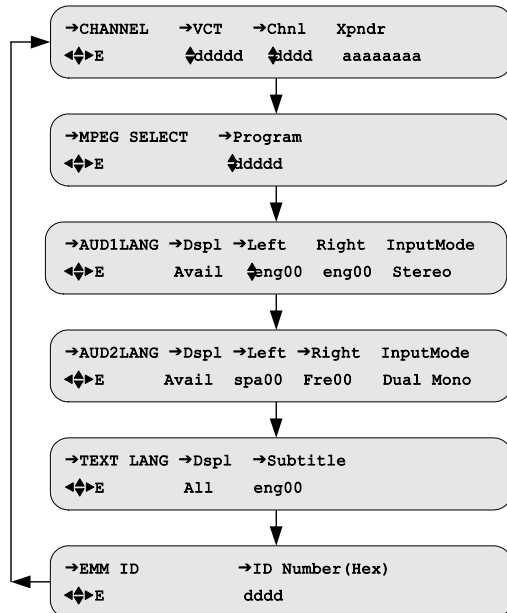 →CHANNEL →VCT →Chnl Xpndr
◄▲▼►E ▲▼ddddd ▲▼dddd aaaaaaaa
→MPEG SELECT →Program
◄▲▼►E ▲▼ddddd
→AUD1LANG →Dspl →Left Right InputMode
◄▲▼►E Avail ▲▼eng00 eng00 Stereo
→AUD2LANG →Dspl →Left →Right InputMode
◄▲▼►E Avail spa00 Fre00 Dual Mono
→TEXT LANG →Dspl →Subtitle
◄▲▼►E All eng00
→EMM ID →ID Number(Hex)
◄▲▼►E dddd